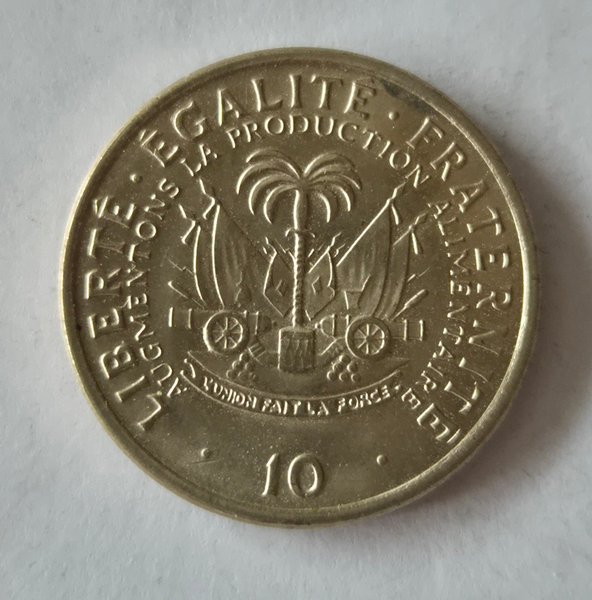 LIBERTÉ · ÉGALITÉ · FRATERNITÉ
AUGMENTONS LA PRODUCTION ALIMENTAIRE
L'UNION FAIT LA FORCE
· 10 ·